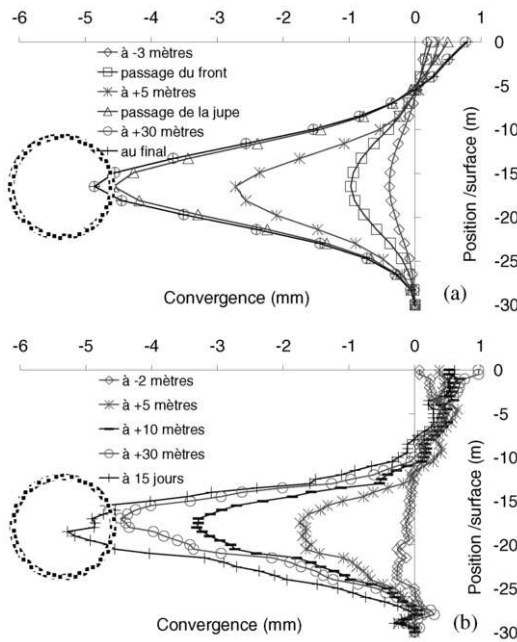 -6 -5 -4 -3 -2 -1 0 1
à -3 mètres
passage du front
à +5 mètres
passage de la jupe
à +30 mètres
au final
0
-5
-10
-15
-20
-25
-30
Position /surface (m)
Convergence (mm)
(a)
-6 -5 -4 -3 -2 -1 0 1
à -2 mètres
à +5 mètres
à +10 mètres
à +30 mètres
à 15 jours
0
-5
-10
-15
-20
-25
-30
Position /surface (m)
Convergence (mm)
(b)